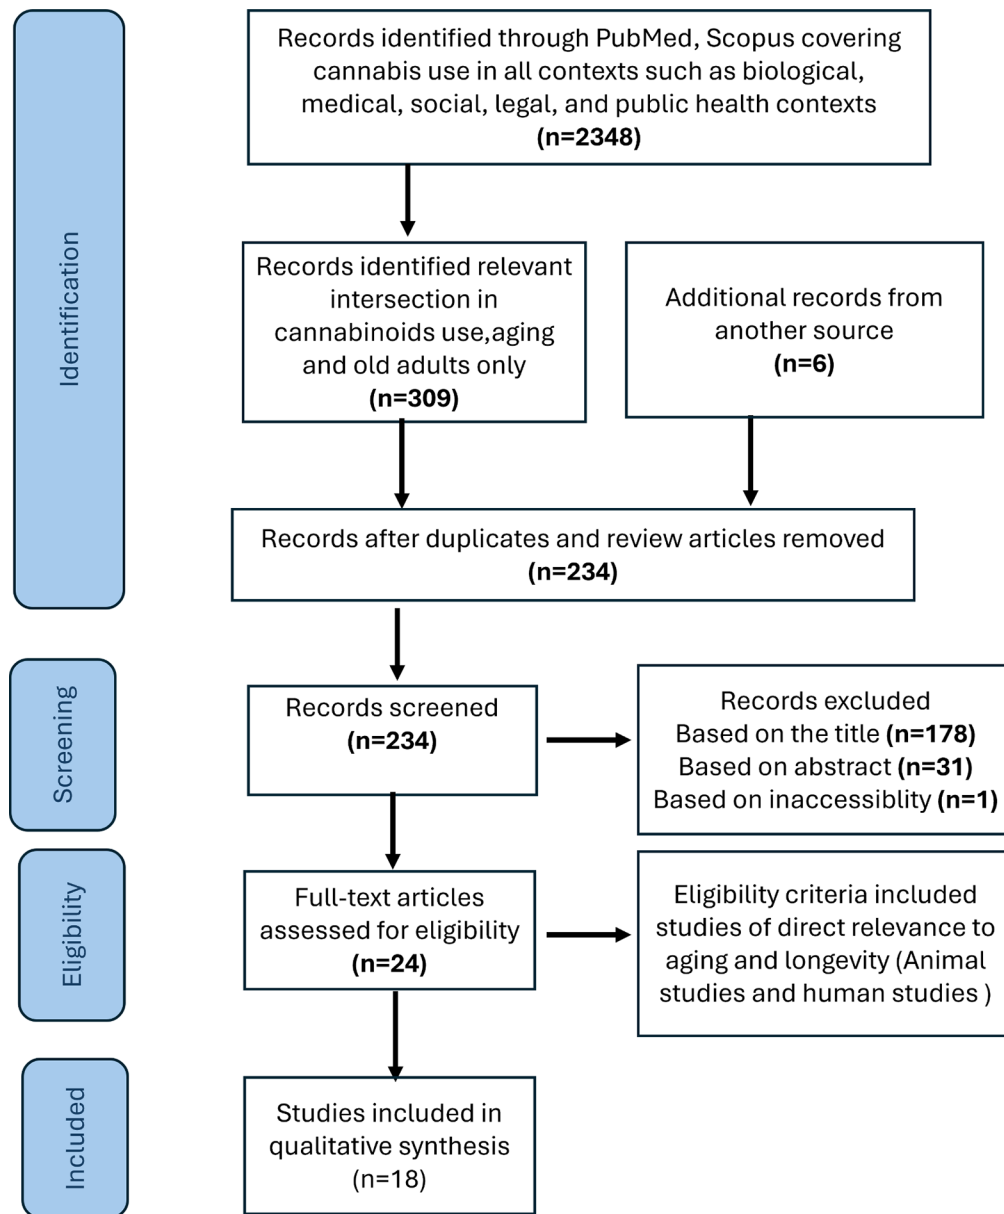 Identification
Records identified through PubMed, Scopus covering
cannabis use in all contexts such as biological,
medical, social, legal, and public health contexts
(n=2348)
Records identified relevant
intersection in
cannabinoids use,aging
and old adults only
(n=309)
Additional records from
another source
(n=6)
Records after duplicates and review articles removed
(n=234)
Screening
Records screened
(n=234)
Records excluded
Based on the title (n=178)
Based on abstract (n=31)
Based on inaccessiblity (n=1)
Eligibility
Full-text articles
assessed for eligibility
(n=24)
Eligibility criteria included
studies of direct relevance to
aging and longevity (Animal
studies and human studies )
Included
Studies included in
qualitative synthesis
(n=18)